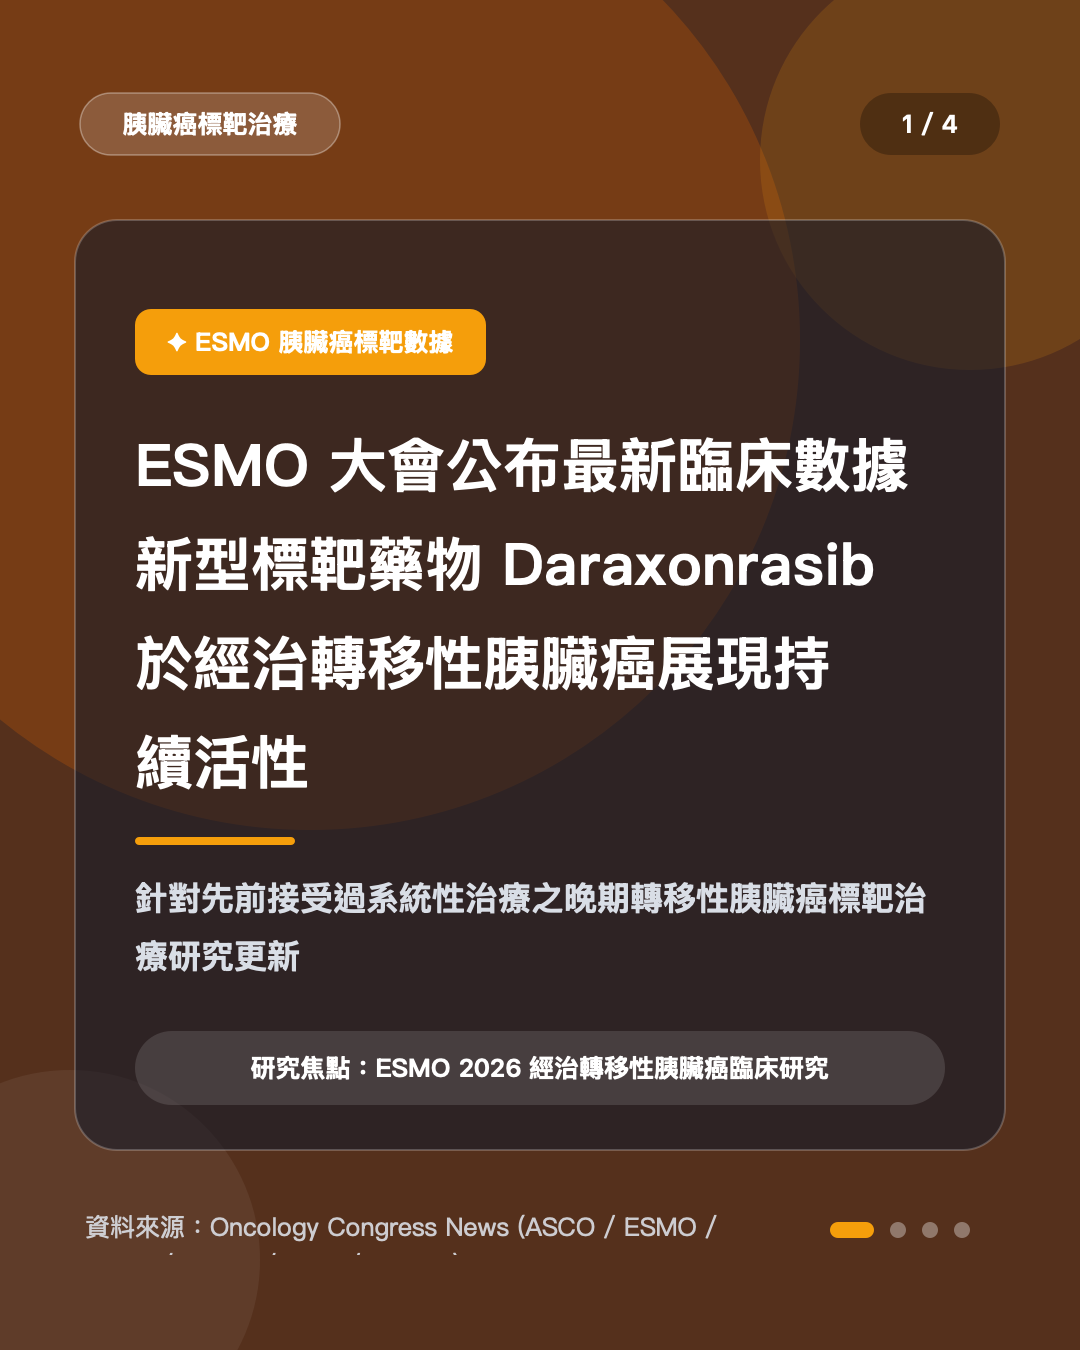 胰臟癌標靶治療
1 / 4
✦ ESMO 胰臟癌標靶數據
ESMO 大會公布最新臨床數據
新型標靶藥物 Daraxonrasib
於經治轉移性胰臟癌展現持
續活性
針對先前接受過系統性治療之晚期轉移性胰臟癌標靶治
療研究更新
研究焦點：ESMO 2026 經治轉移性胰臟癌臨床研究
資料來源：Oncology Congress News (ASCO / ESMO /